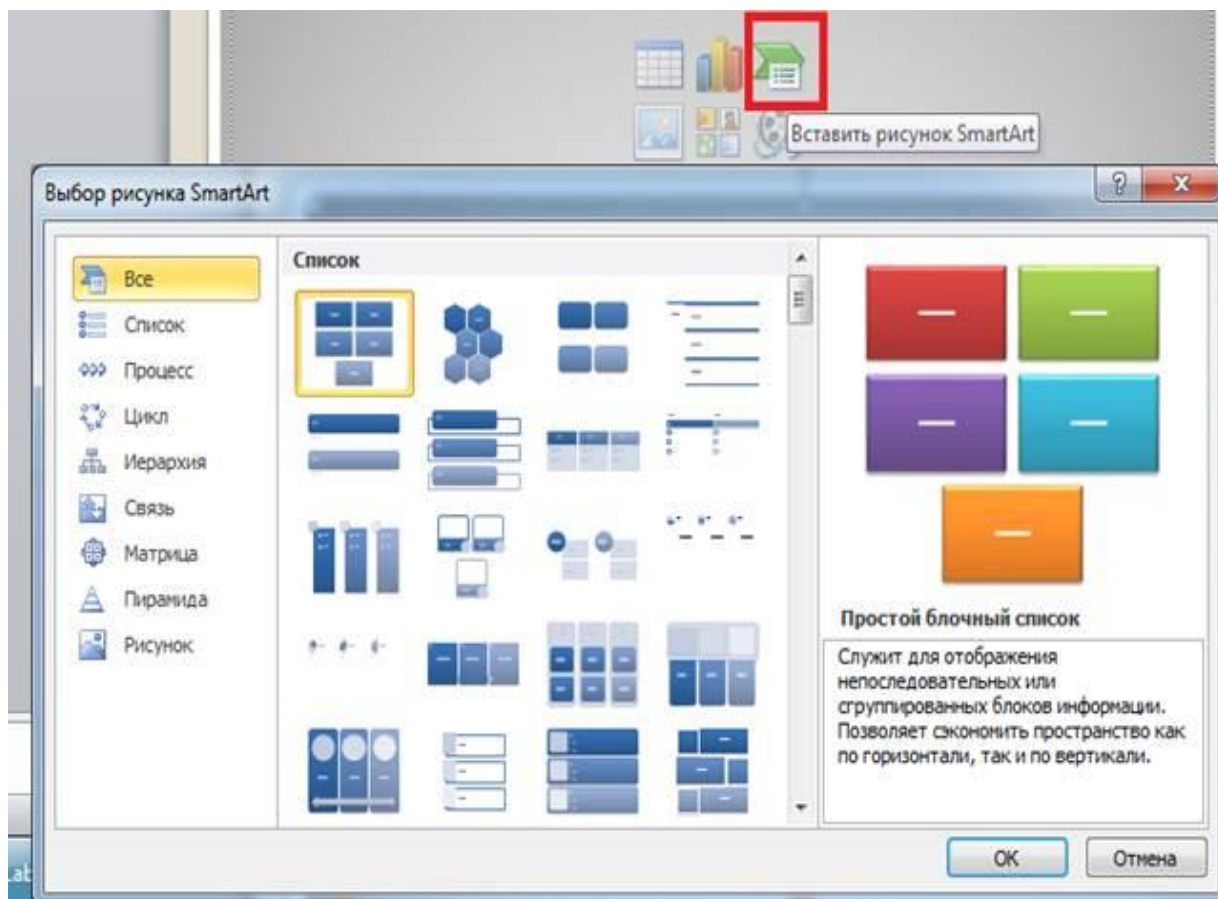 Вставить рисунок SmartArt
Выбор рисунка SmartArt
Все
Список
Процесс
Цикл
Иерархия
Связь
Матрица
Пирамида
Рисунок
Список
Простой блочный список
Служит для отображения
непоследовательных или
сгруппированных блоков информации.
Позволяет сэкономить пространство как
по горизонтали, так и по вертикали.
ОК
Отмена